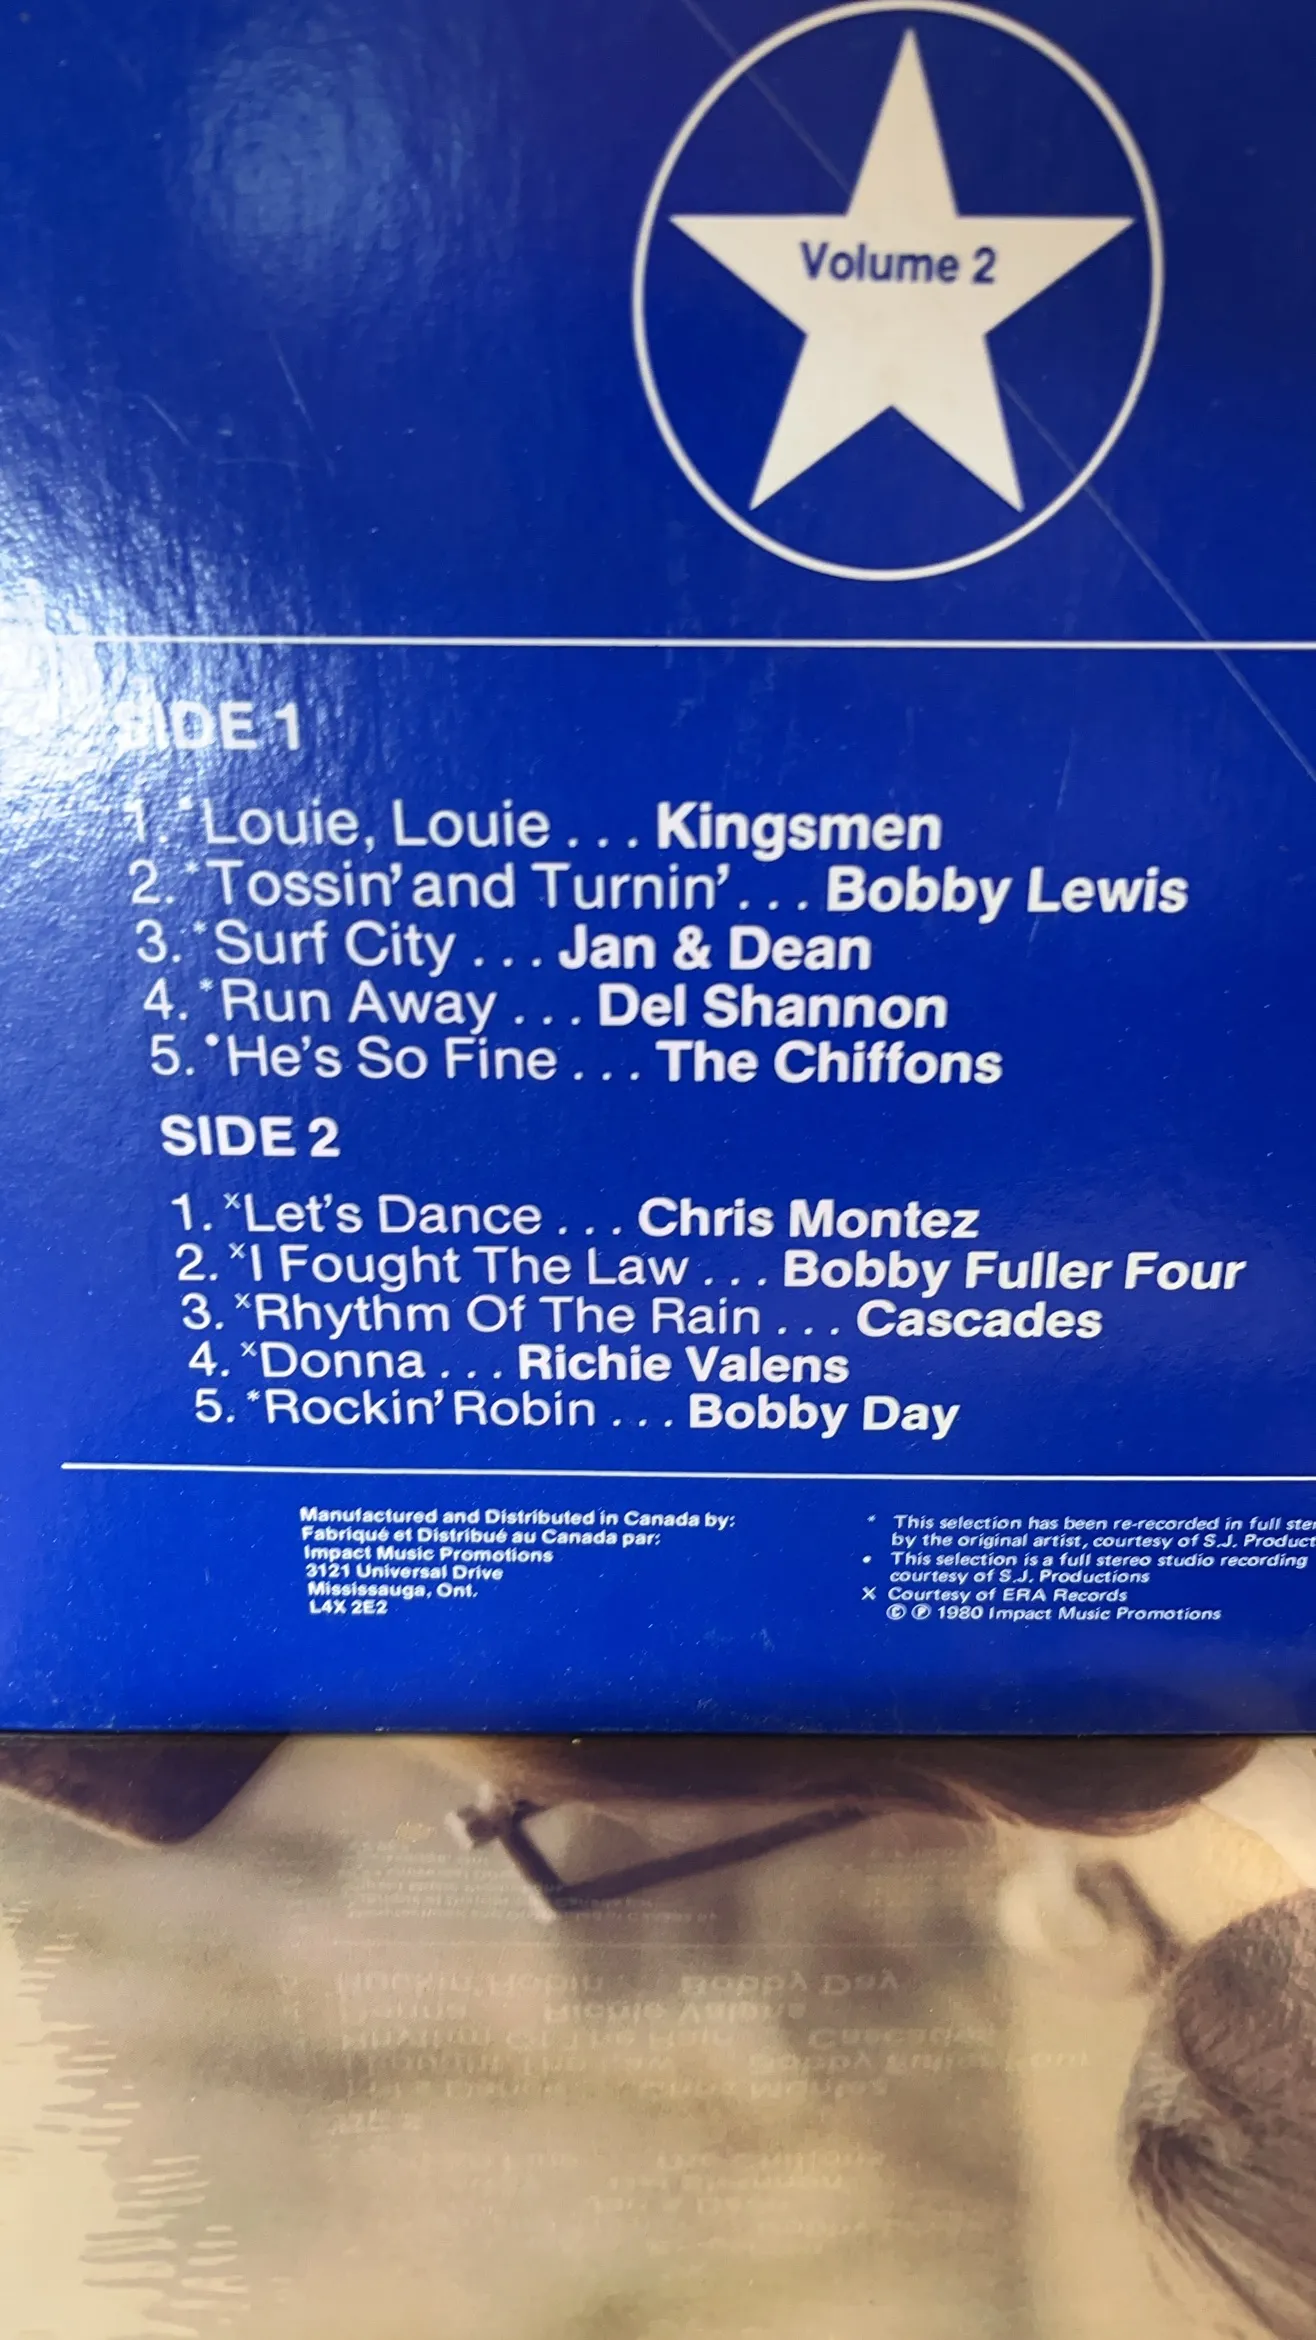 Volume 2
SIDE 1
1. *Louie, Louie . . . Kingsmen
2. *Tossin' and Turnin' . . . Bobby Lewis
3. *Surf City . . . Jan & Dean
4. *Run Away . . . Del Shannon
5. •He's So Fine . . . The Chiffons
SIDE 2
1. xLet's Dance . . . Chris Montez
2. xI Fought The Law . . . Bobby Fuller Four
3. xRhythm Of The Rain . . . Cascades
4. xDonna . . . Richie Valens
5. *Rockin' Robin . . . Bobby Day
Manufactured and Distributed in Canada by:
Fabriqué et Distribué au Canada par:
Impact Music Promotions
3121 Universal Drive
Mississauga, Ont.
L4X 2E2
* This selection has been re-recorded in full
by the original artist, courtesy of S.J.
• This selection is a full stereo studio recording
courtesy of S.J. Productions
X Courtesy of ERA Records
© ℗ 1980 Impact Music Promotions